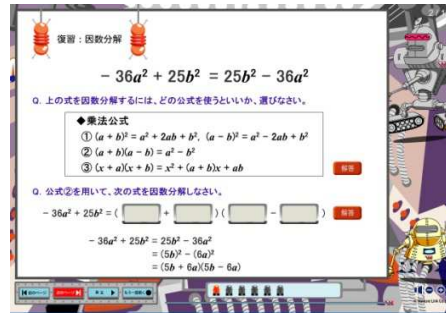 復習：因数分解
− 36a² + 25b² = 25b² − 36a²
Q. 上の式を因数分解するには、どの公式を使うといいか、選びなさい。
◆乗法公式
① (a + b)² = a² + 2ab + b², (a − b)² = a² − 2ab + b²
② (a + b)(a − b) = a² − b²
③ (x + a)(x + b) = x² + (a + b)x + ab
解答
Q. 公式②を用いて、次の式を因数分解しなさい。
− 36a² + 25b² = ( + ) ( − ) 解答
− 36a² + 25b² = 25b² − 36a²
= (5b)² − (6a)²
= (5b + 6a)(5b − 6a)